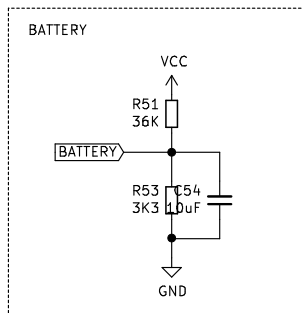 BATTERY
VCC
R51
36K
BATTERY
R53 C54
3K3 10uF
GND